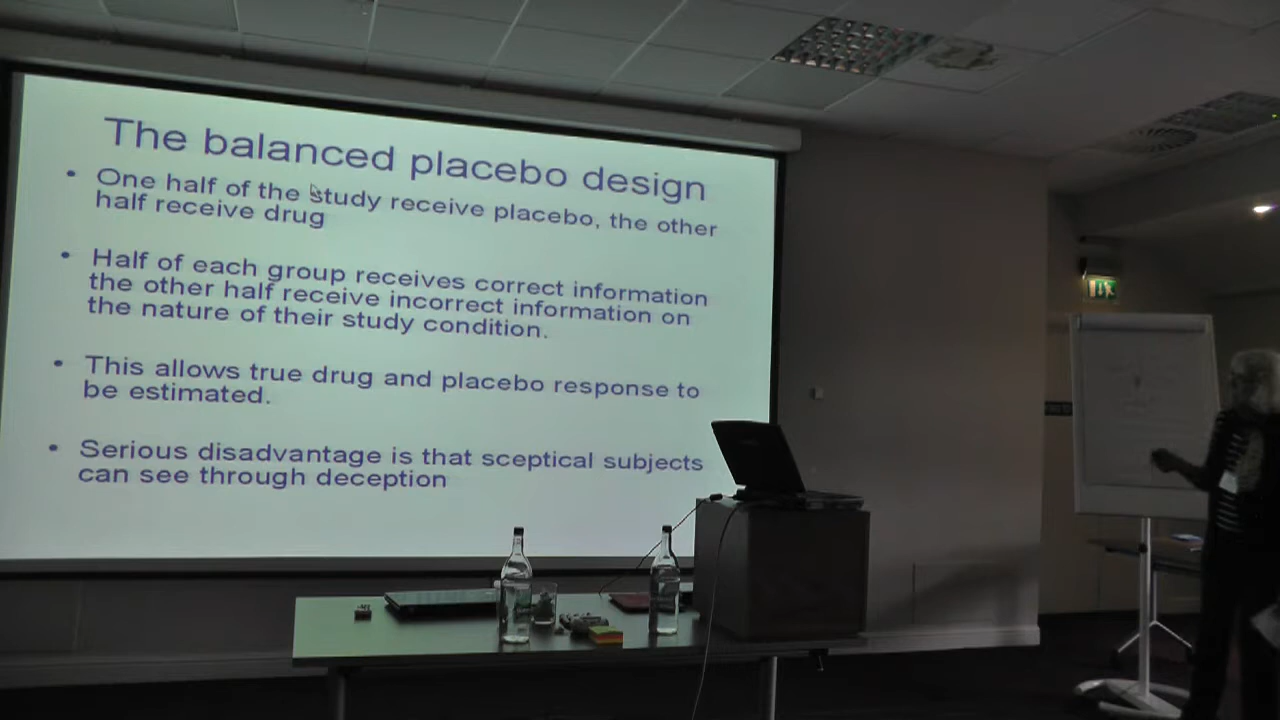 The balanced placebo design
• One half of the study receive placebo, the other
half receive drug
• Half of each group receives correct information
the other half receive incorrect information on
the nature of their study condition.
• This allows true drug and placebo response to
be estimated.
• Serious disadvantage is that sceptical subjects
can see through deception